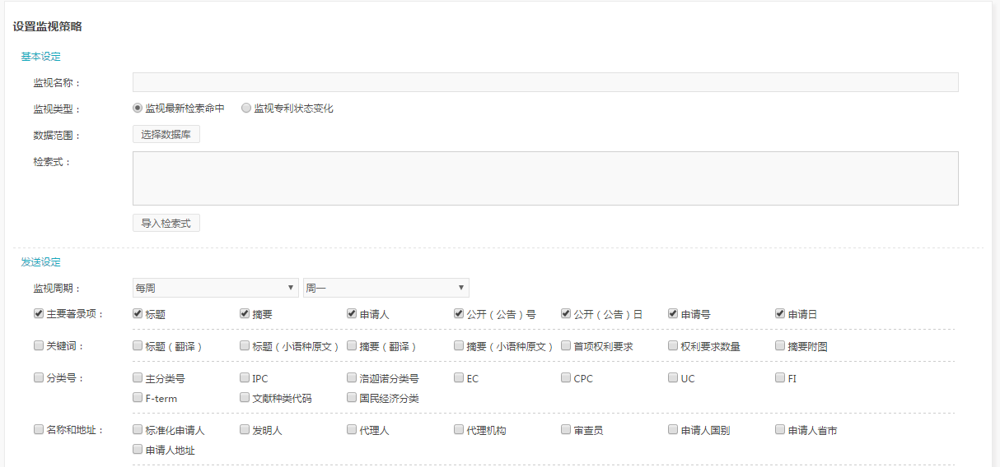 设置监视策略
基本设定
监视名称：
监视类型： 监视最新检索命中 监视专利状态变化
数据范围： 选择数据库
检索式：
导入检索式
发送设定
监视周期： 每周 周一
主要著录项： 标题 摘要 申请人 公开（公告）号 公开（公告）日 申请号 申请日
关键词： 标题（翻译） 标题（小语种原文） 摘要（翻译） 摘要（小语种原文） 首项权利要求 权利要求数量 摘要附图
分类号： 主分类号 IPC 洛迦诺分类号 EC CPC UC FI
F-term 文献种类代码 国民经济分类
名称和地址： 标准化申请人 发明人 代理人 代理机构 审查员 申请人国别 申请人省市
申请人地址